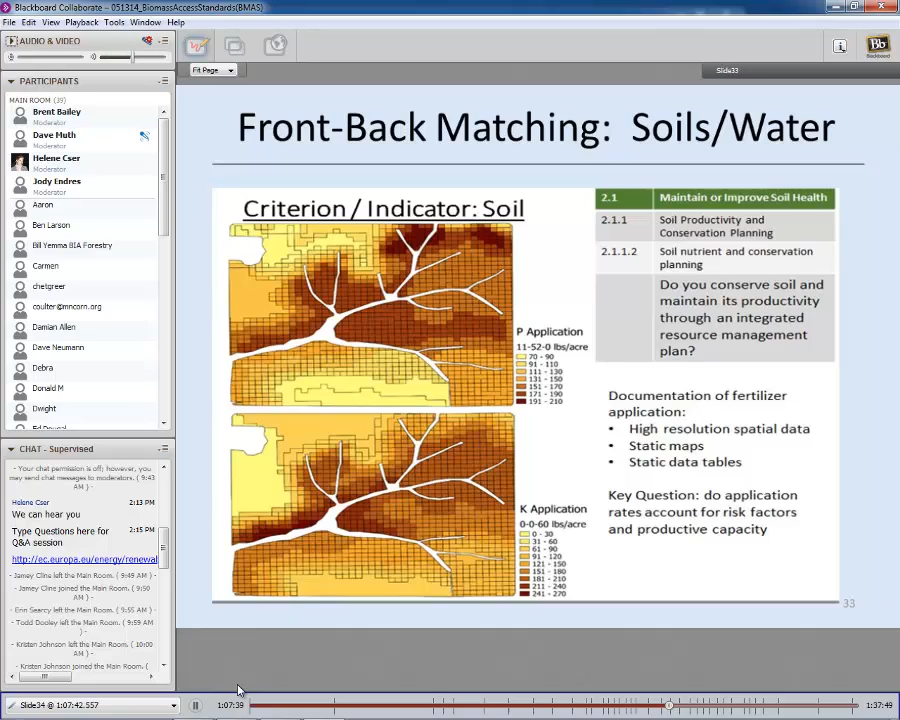 Blackboard Collaborate - 051314_BiomassAccessStandards(BMAS)
File Edit View Playback Tools Window Help
AUDIO & VIDEO
PARTICIPANTS
MAIN ROOM (39)
Brent Bailey
Moderator
Dave Muth
Moderator
Helene Cser
Moderator
Jody Endres
Moderator
Aaron
Ben Larson
Bill Yemma BIA Forestry
Carmen
chetgreer
coulter@mncorn.org
Damian Allen
Dave Neumann
Debra
Donald M
Dwight
CHAT - Supervised
- Your chat permission is off; however, you
may send chat messages to moderators. ( 9:43
AM ) -
Helene Cser 2:13 PM
We can hear you
Type Questions here for 2:15 PM
Q&A session
http://ec.europa.eu/energy/renewal
- Jamey Cline left the Main Room. ( 9:49 AM ) -
- Jamey Cline joined the Main Room. ( 9:50
AM ) -
- Erin Searcy left the Main Room. ( 9:55 AM ) -
- Todd Dooley left the Main Room. ( 9:59 AM
) -
- Kristen Johnson left the Main Room. ( 10:00
AM ) -
- Kristen Johnson joined the Main Room. (
Slide34 @ 1:07:42.557
1:07:39
1:37:49
Fit Page
Slide33
Bb
Blackboard
Front-Back Matching: Soils/Water
Criterion / Indicator: Soil
P Application
11-52-0 lbs/acre
70 - 90
91 - 110
111 - 130
131 - 150
151 - 170
171 - 190
191 - 210
K Application
0-0-60 lbs/acre
0 - 30
31 - 60
61 - 90
91 - 120
121 - 150
151 - 180
181 - 210
211 - 240
241 - 270
2.1 Maintain or Improve Soil Health
2.1.1 Soil Productivity and
Conservation Planning
2.1.1.2 Soil nutrient and conservation
planning
Do you conserve soil and
maintain its productivity
through an integrated
resource management
plan?
Documentation of fertilizer
application:
• High resolution spatial data
• Static maps
• Static data tables
Key Question: do application
rates account for risk factors
and productive capacity
33